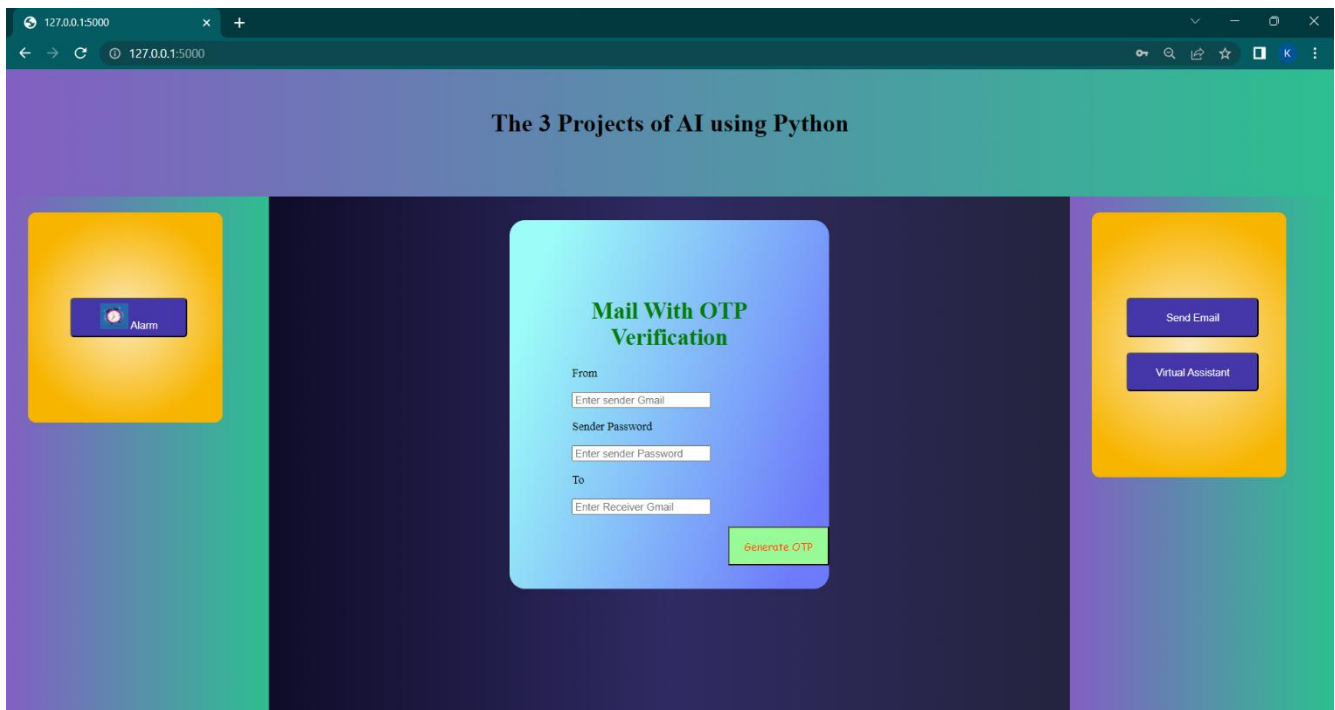 127.0.0.1:5000
127.0.0.1:5000
K
The 3 Projects of AI using Python
Alarm
Mail With OTP
Verification
From
Enter sender Gmail
Sender Password
Enter sender Password
To
Enter Receiver Gmail
Generate OTP
Send Email
Virtual Assistant